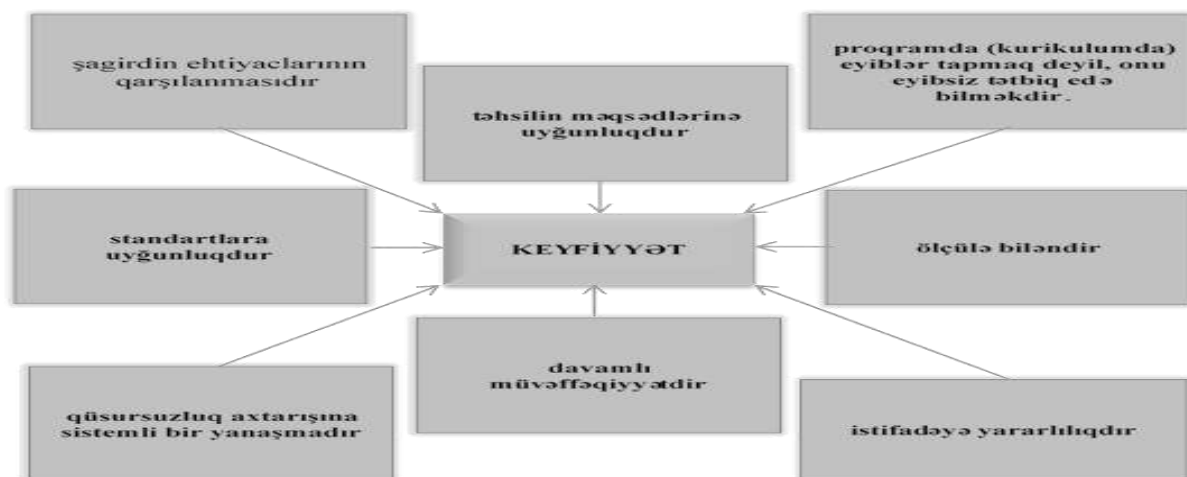 şagirdin ehtiyaclarının
qarşılanmasıdır
təhsilin məqsədlərinə
uyğunluqdur
proqramda (kurikulumda)
eyiblər tapmaq deyil, onu
eyibsiz tətbiq edə
bilməkdir.
standartlara
uyğunluqdur
KEYFİYYƏT
ölçülə biləndir
qüsursuzluq axtarışına
sistemli bir yanaşmadır
davamlı
müvəffəqiyyətdir
istifadəyə yararlılıqdır